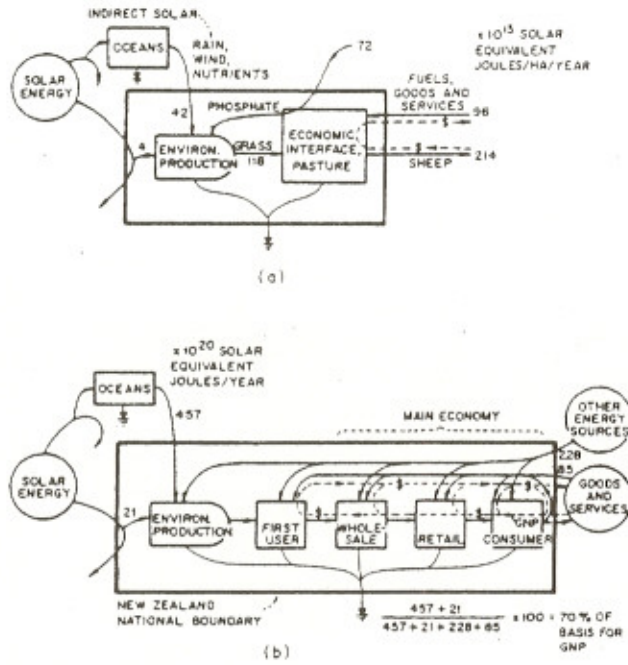 INDIRECT SOLAR
OCEANS
RAIN,
WIND,
NUTRIENTS
SOLAR
ENERGY
72
x 10^13 SOLAR
EQUIVALENT
JOULES/HA/YEAR
FUELS,
GOODS AND
SERVICES
PHOSPHATE
42
96
$
4
ENVIRON.
PRODUCTION
GRASS
118
ECONOMIC
INTERFACE,
PASTURE
$
214
SHEEP
(a)
x 10^20 SOLAR
EQUIVALENT
JOULES/YEAR
OCEANS
457
MAIN ECONOMY
OTHER
ENERGY
SOURCES
228
85
SOLAR
ENERGY
GOODS
AND
SERVICES
21
ENVIRON.
PRODUCTION
FIRST
USER
WHOLE-
SALE
RETAIL
GNP
CONSUMER
$
$
$
$
$
NEW ZEALAND
NATIONAL BOUNDARY
457 + 21
457 + 21 + 228 + 85
x 100 = 70 % OF
BASIS FOR
GNP
(b)